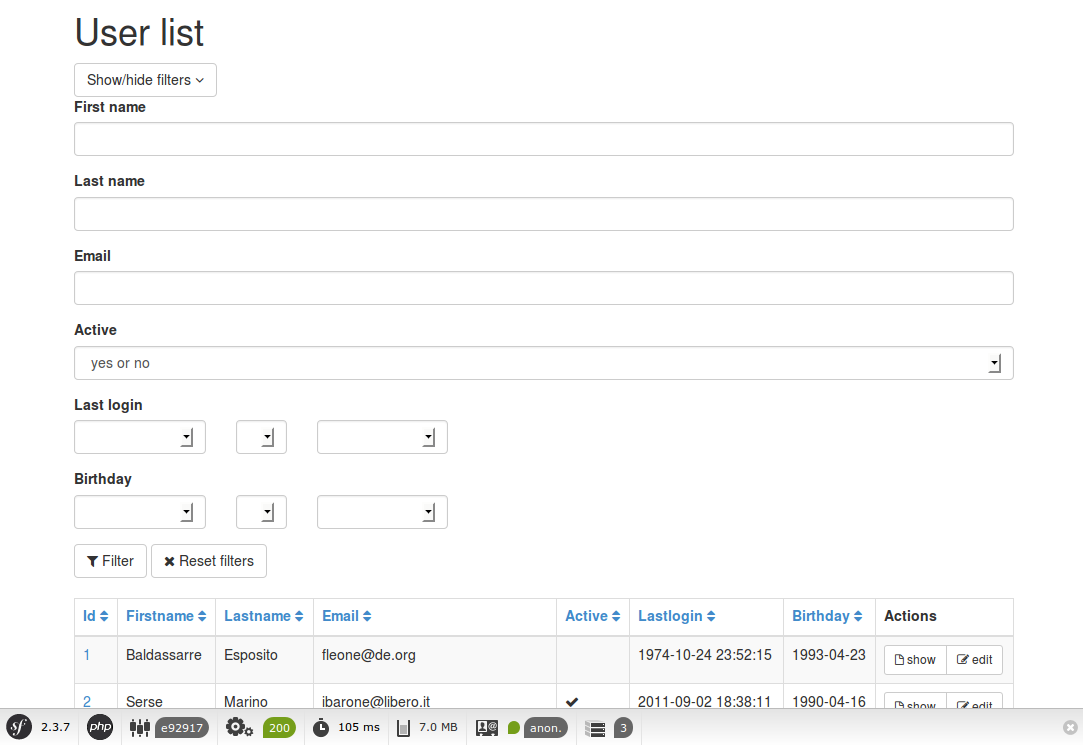 User list
Show/hide filters
First name
Last name
Email
Active
yes or no
Last login
Birthday
Filter Reset filters
Id Firstname Lastname Email Active Lastlogin Birthday Actions
1 Baldassarre Esposito fleone@de.org 1974-10-24 23:52:15 1993-04-23 show edit
2 Serse Marino ibarone@libero.it 2011-09-02 18:38:11 1990-04-16 show edit
sf 2.3.7 php e92917 200 105 ms 7.0 MB anon. 3